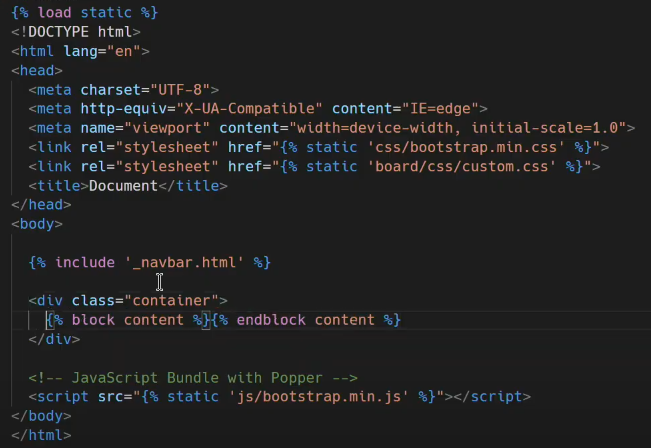 {% load static %}
<!DOCTYPE html>
<html lang="en">
<head>
<meta charset="UTF-8">
<meta http-equiv="X-UA-Compatible" content="IE=edge">
<meta name="viewport" content="width=device-width, initial-scale=1.0">
<link rel="stylesheet" href="{% static 'css/bootstrap.min.css' %}">
<link rel="stylesheet" href="{% static 'board/css/custom.css' %}">
<title>Document</title>
</head>
<body>
{% include '_navbar.html' %}
<div class="container">
{% block content %}{% endblock content %}
</div>
<!-- JavaScript Bundle with Popper -->
<script src="{% static 'js/bootstrap.min.js' %}"></script>
</body>
</html>